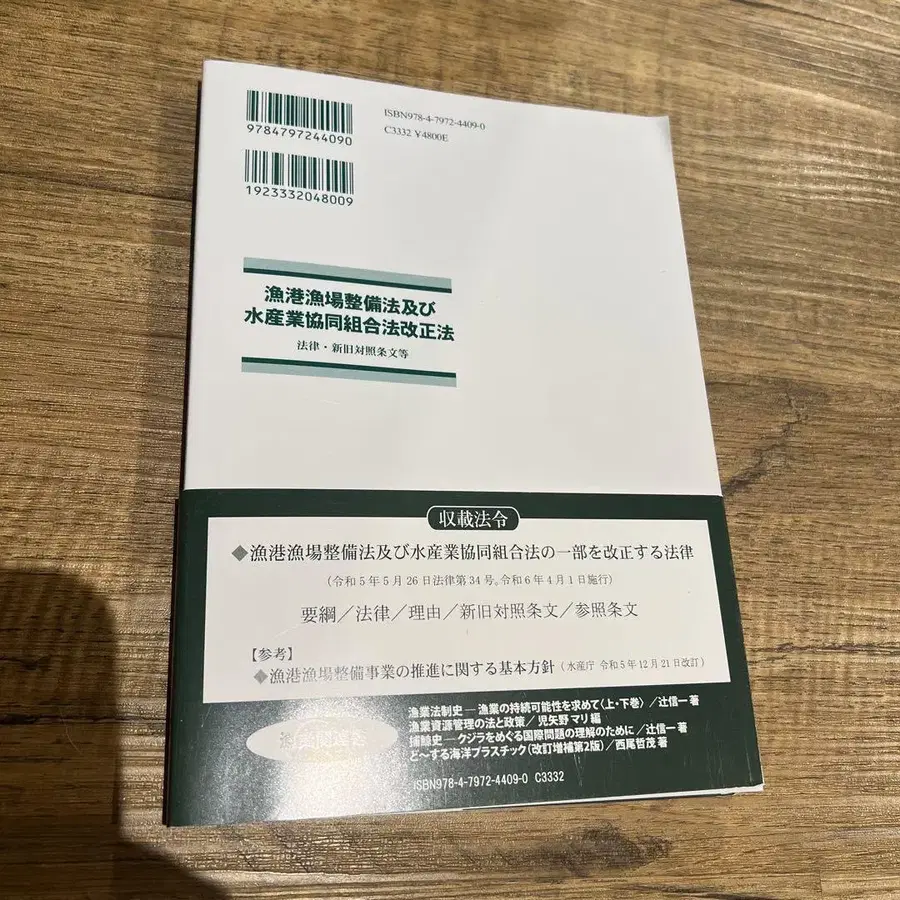 9784797244090
1923332048009
ISBN978-4-7972-4409-0
C3332 ¥4800E
漁港漁場整備法及び
水産業協同組合法改正法
法律・新旧対照条文等
収載法令
◆漁港漁場整備法及び水産業協同組合法の一部を改正する法律
(令和5年5月26日法律第34号。令和6年4月1日施行)
要綱/法律/理由/新旧対照条文/参照条文
【参考】
◆漁港漁場整備事業の推進に関する基本方針(水産庁 令和5年12月21日改訂)
漁業関連書
漁業法制史―漁業の持続可能性を求めて〈上・下巻〉/辻信一 著
漁業資源管理の法と政策/児矢野 マリ 編
捕鯨史―クジラをめぐる国際問題の理解のために/辻信一 著
ど〜する海洋プラスチック(改訂増補第2版)/西尾哲茂 著
ISBN978-4-7972-4409-0 C3332